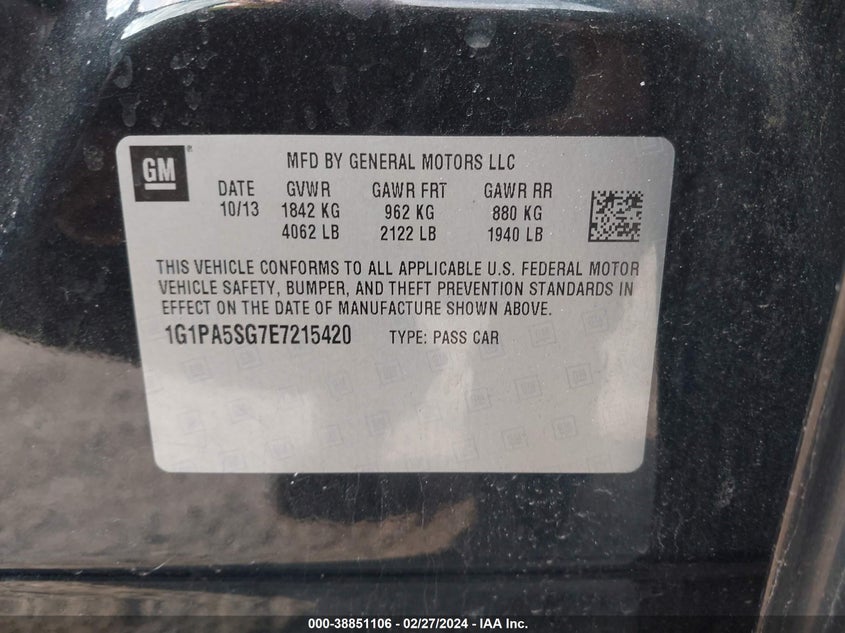 GM
MFD BY GENERAL MOTORS LLC
DATE GVWR GAWR FRT GAWR RR
10/13 1842 KG 962 KG 880 KG
4062 LB 2122 LB 1940 LB
THIS VEHICLE CONFORMS TO ALL APPLICABLE U.S. FEDERAL MOTOR
VEHICLE SAFETY, BUMPER, AND THEFT PREVENTION STANDARDS IN
EFFECT ON THE DATE OF MANUFACTURE SHOWN ABOVE.
1G1PA5SG7E7215420 TYPE: PASS CAR
000-38851106 - 02/27/2024 - IAA Inc.